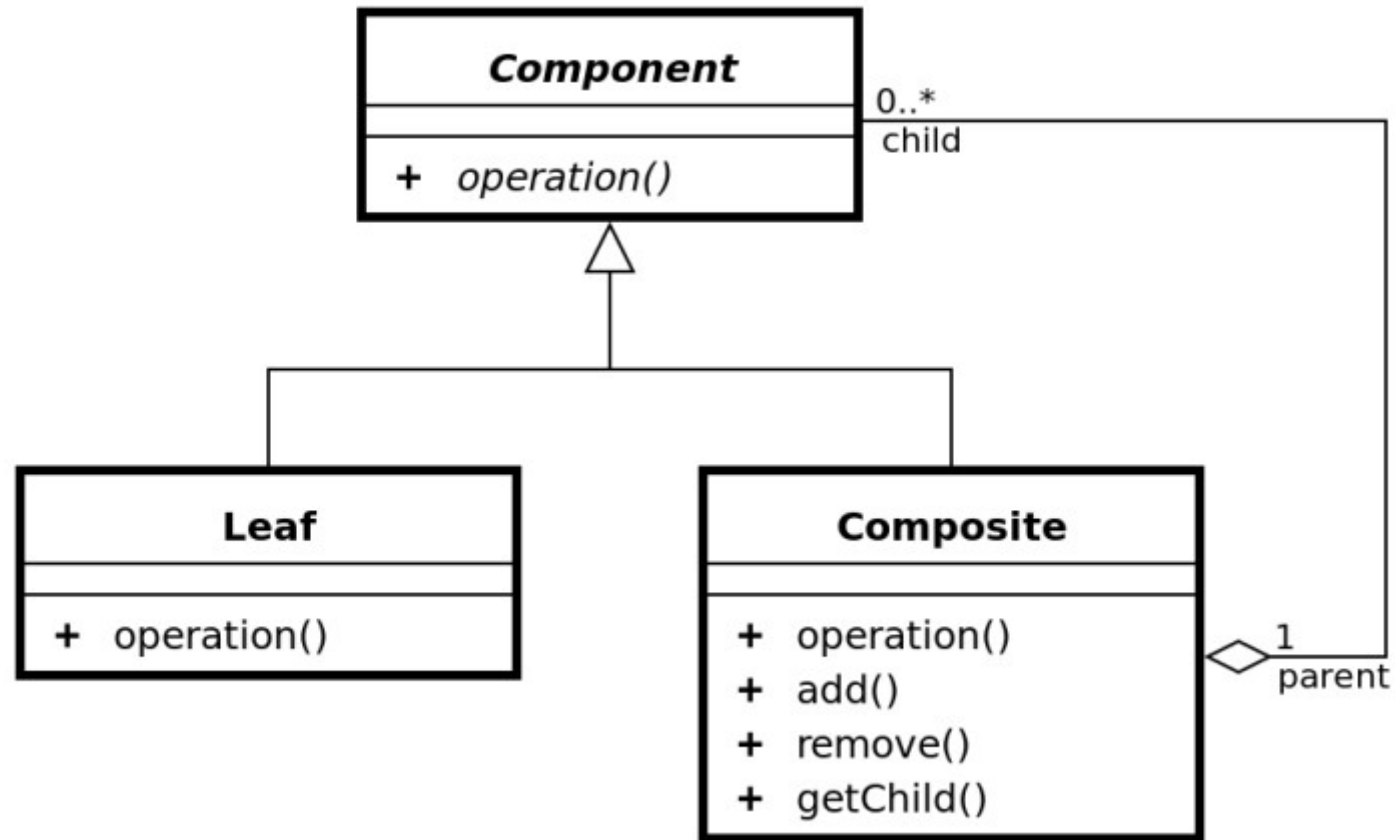 Component
0..*
child
+ operation()
Leaf
+ operation()
Composite
+ operation()
+ add()
+ remove()
+ getChild()
1
parent